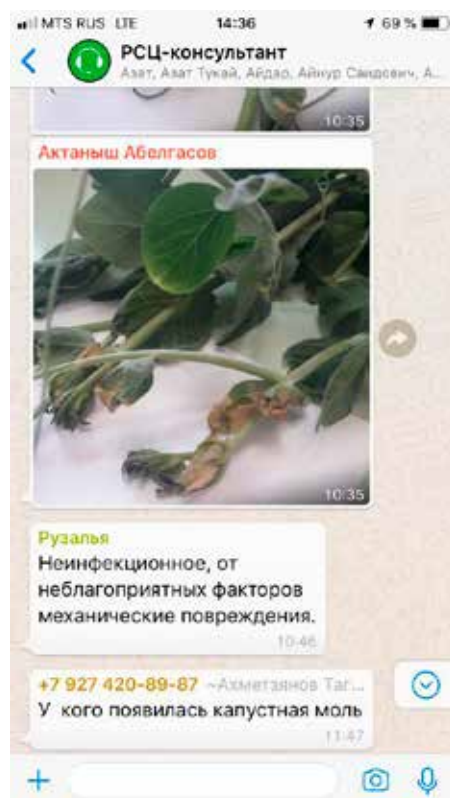 MTS RUS LTE 14:36 69 %
РСЦ-консультант
Азат, Азат Тукай, Айдар, Айнур Саидович, А...
10:35
Актаныш Абелгасов
10:35
Рузалья
Неинфекционное, от
неблагоприятных факторов
механические повреждения.
10:46
+7 927 420-89-87 ~Ахметзянов Таг...
У кого появилась капустная моль
11:47